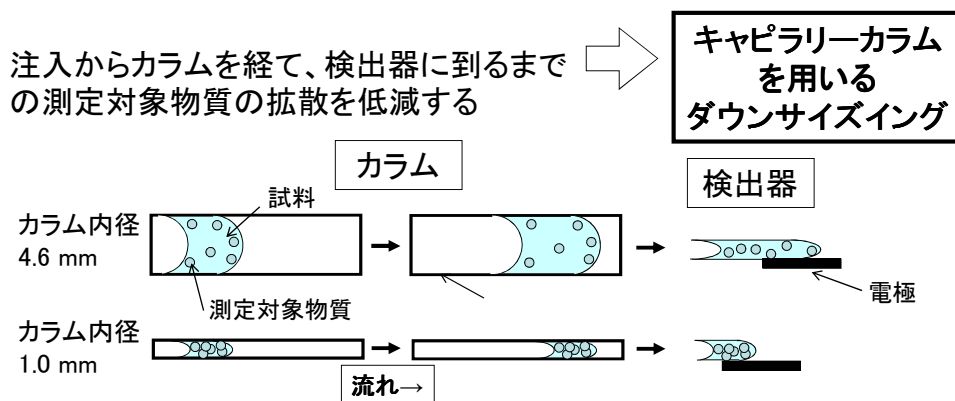 注入からカラムを経て、検出器に到るまで
の測定対象物質の拡散を低減する
キャピラリーカラム
を用いる
ダウンサイズイング
カラム
検出器
試料
カラム内径
4.6 mm
測定対象物質
電極
カラム内径
1.0 mm
流れ→